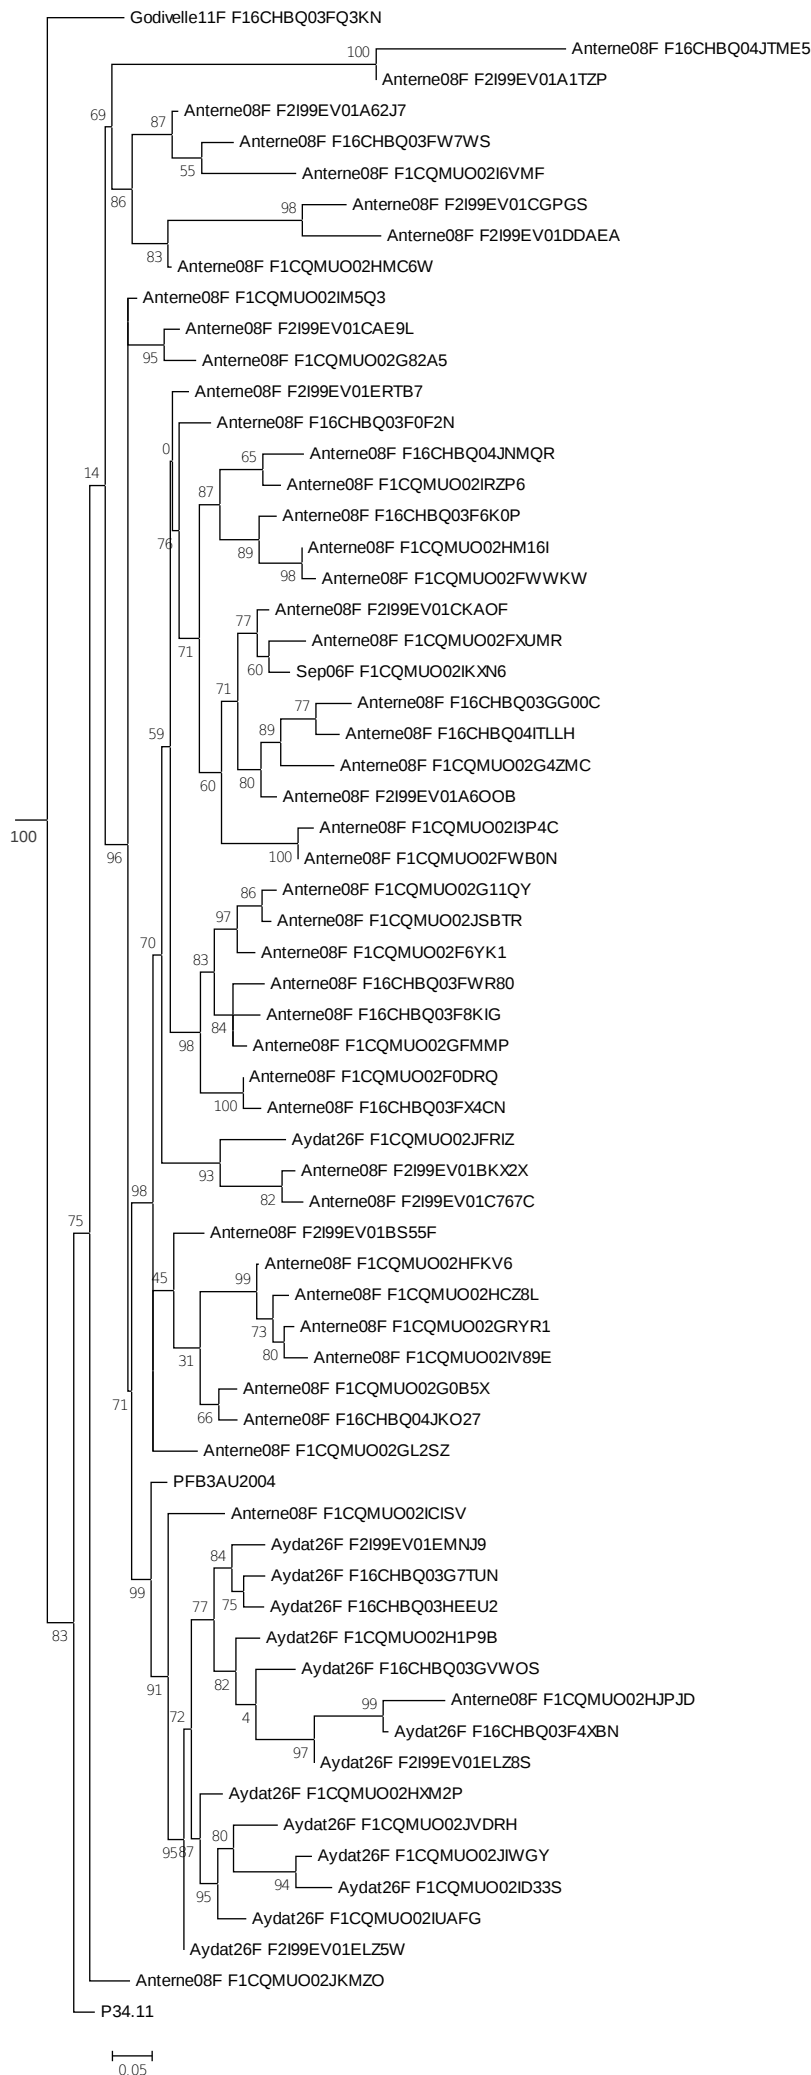 Godivelle11F F16CHBQ03FQ3KN
100
Anterne08F F16CHBQ04JTME5
Anterne08F F2I99EV01A1TZP
69
87
Anterne08F F2I99EV01A62J7
Anterne08F F16CHBQ03FW7WS
55
Anterne08F F1CQMUO02I6VMF
86
98
Anterne08F F2I99EV01CGPGS
Anterne08F F2I99EV01DDAEA
83
Anterne08F F1CQMUO02HMC6W
Anterne08F F1CQMUO02IM5Q3
Anterne08F F2I99EV01CAE9L
95
Anterne08F F1CQMUO02G82A5
Anterne08F F2I99EV01ERTB7
Anterne08F F16CHBQ03F0F2N
0
65
Anterne08F F16CHBQ04JNMQR
14
Anterne08F F1CQMUO02IRZP6
87
Anterne08F F16CHBQ03F6K0P
76
89
Anterne08F F1CQMUO02HM16I
98
Anterne08F F1CQMUO02FWWKW
Anterne08F F2I99EV01CKAOF
77
71
Anterne08F F1CQMUO02FXUMR
60
Sep06F F1CQMUO02IKXN6
71
77
Anterne08F F16CHBQ03GG00C
59
89
Anterne08F F16CHBQ04ITLLH
Anterne08F F1CQMUO02G4ZMC
60
80
Anterne08F F2I99EV01A6OOB
100
Anterne08F F1CQMUO02I3P4C
96
100
Anterne08F F1CQMUO02FWB0N
86
Anterne08F F1CQMUO02G11QY
97
Anterne08F F1CQMUO02JSBTR
70
Anterne08F F1CQMUO02F6YK1
83
Anterne08F F16CHBQ03FWR80
Anterne08F F16CHBQ03F8KIG
84
98
Anterne08F F1CQMUO02GFMMP
Anterne08F F1CQMUO02F0DRQ
100
Anterne08F F16CHBQ03FX4CN
Aydat26F F1CQMUO02JFRIZ
93
Anterne08F F2I99EV01BKX2X
98
82
Anterne08F F2I99EV01C767C
75
Anterne08F F2I99EV01BS55F
45
99
Anterne08F F1CQMUO02HFKV6
Anterne08F F1CQMUO02HCZ8L
73
Anterne08F F1CQMUO02GRYR1
31
80
Anterne08F F1CQMUO02IV89E
71
Anterne08F F1CQMUO02G0B5X
66
Anterne08F F16CHBQ04JKO27
Anterne08F F1CQMUO02GL2SZ
PFB3AU2004
Anterne08F F1CQMUO02ICISV
84
Aydat26F F2I99EV01EMNJ9
99
Aydat26F F16CHBQ03G7TUN
77
75
Aydat26F F16CHBQ03HEEU2
83
Aydat26F F1CQMUO02H1P9B
82
Aydat26F F16CHBQ03GVWOS
91
72
4
99
Anterne08F F1CQMUO02HJPJD
Aydat26F F16CHBQ03F4XBN
97
Aydat26F F2I99EV01ELZ8S
Aydat26F F1CQMUO02HXM2P
80
Aydat26F F1CQMUO02JVDRH
95
87
Aydat26F F1CQMUO02JIWGY
94
Aydat26F F1CQMUO02ID33S
95
Aydat26F F1CQMUO02IUAFG
Aydat26F F2I99EV01ELZ5W
Anterne08F F1CQMUO02JKMZO
P34.11
0.05